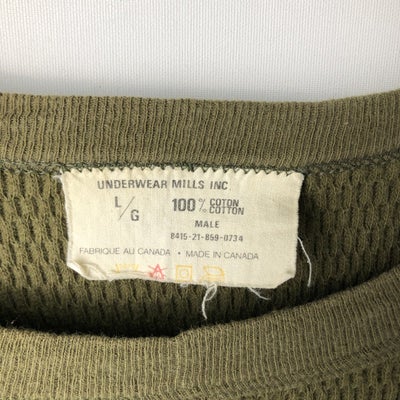 UNDERWEAR MILLS INC
L/G 100% COTON COTTON
MALE
8415-21-859-0734
FABRIQUE AU CANADA • MADE IN CANADA